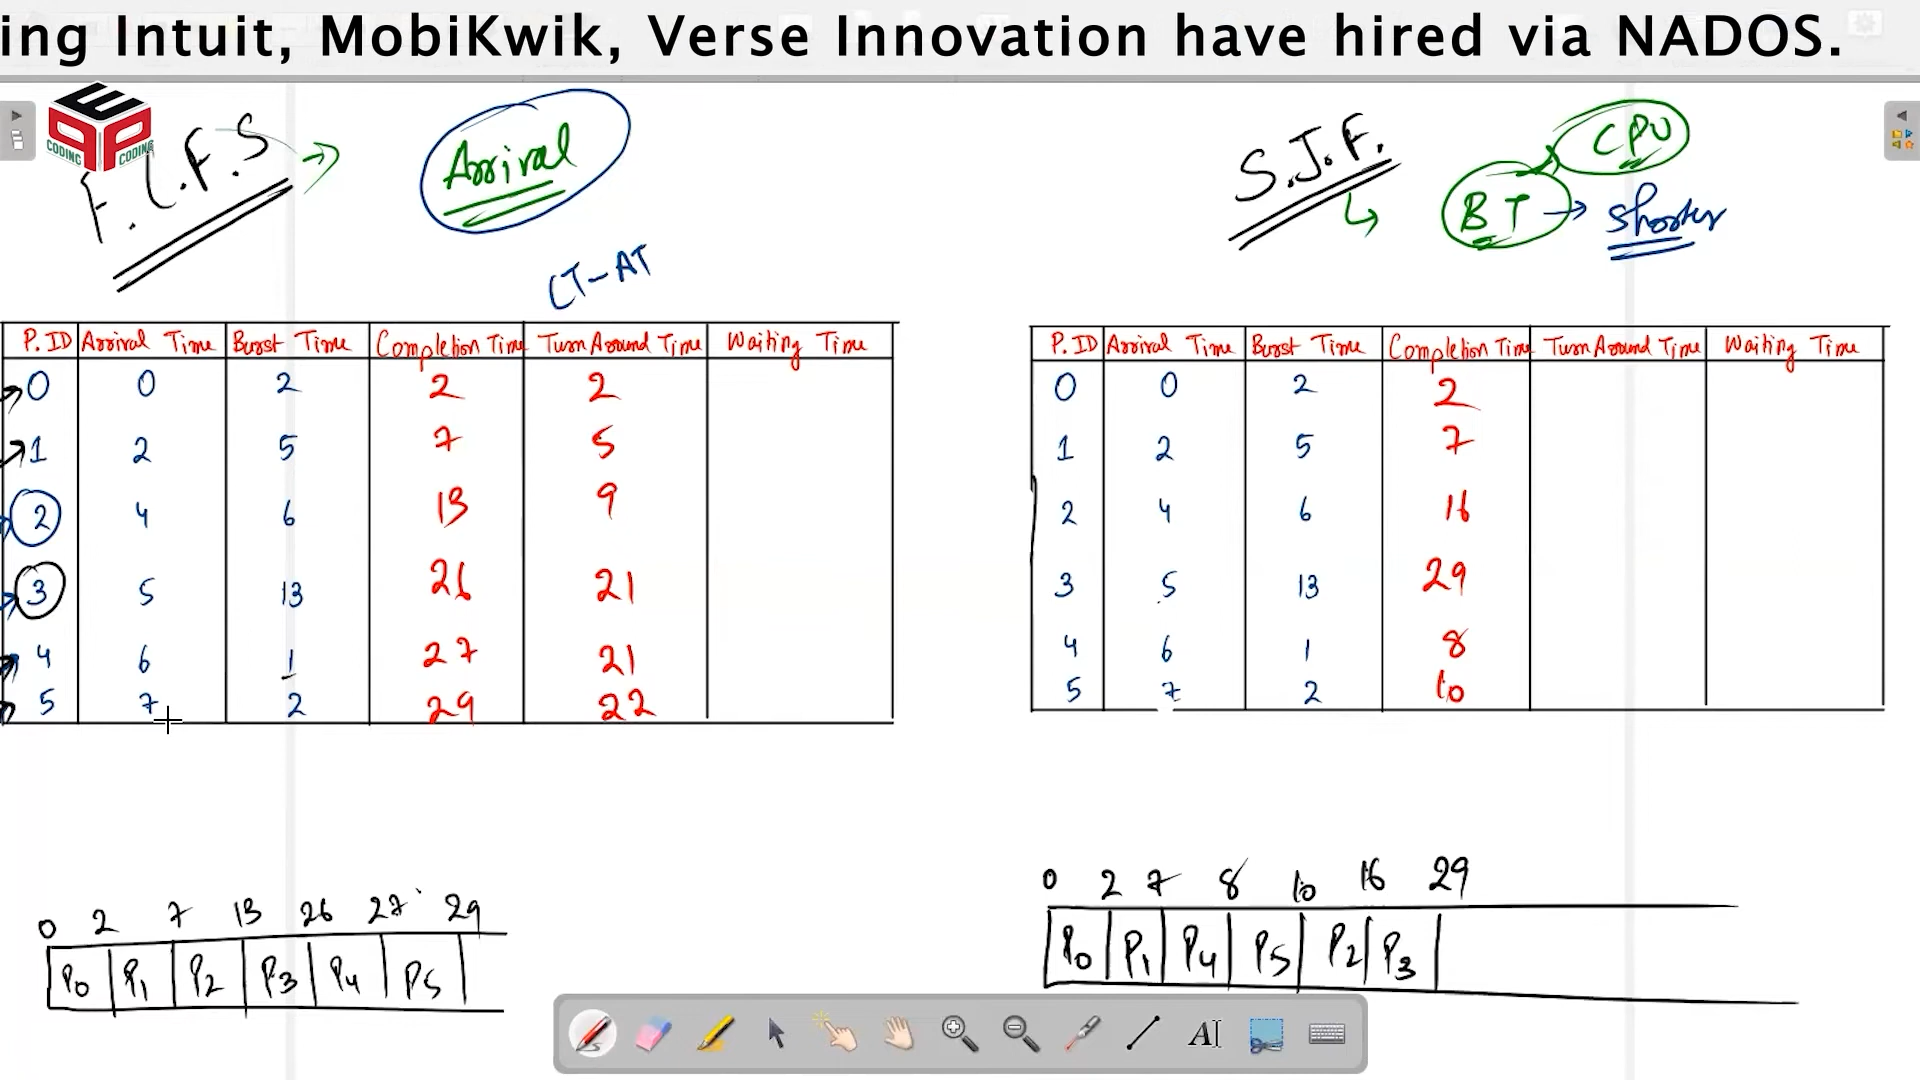 ing Intuit, MobiKwik, Verse Innovation have hired via NADOS.
PEP
CODING CODING
F.C.F.S → Arrival
CT-AT
P.ID Arrival Time Burst Time Completion Time Turn Around Time Waiting Time
0 0 2 2 2
1 2 5 7 5
2 4 6 13 9
3 5 13 26 21
4 6 1 27 21
5 7 2 29 22
0 2 7 13 26 27 29
P0 P1 P2 P3 P4 P5
S.J.F.
CPU
BT → Shorter
P.ID Arrival Time Burst Time Completion Time Turn Around Time Waiting Time
0 0 2 2
1 2 5 7
2 4 6 16
3 5 13 29
4 6 1 8
5 7 2 10
0 2 7 8 10 16 29
P0 P1 P4 P5 P2 P3
A